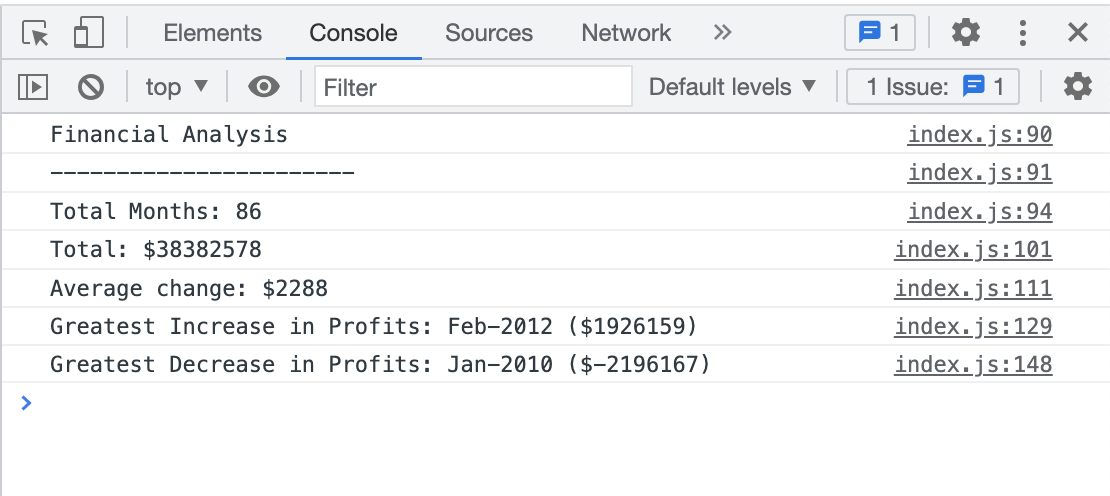 Elements Console Sources Network » 1
top ▼ Filter Default levels ▼ 1 Issue: 1
Financial Analysis index.js:90
----------------------- index.js:91
Total Months: 86 index.js:94
Total: $38382578 index.js:101
Average change: $2288 index.js:111
Greatest Increase in Profits: Feb-2012 ($1926159) index.js:129
Greatest Decrease in Profits: Jan-2010 ($-2196167) index.js:148